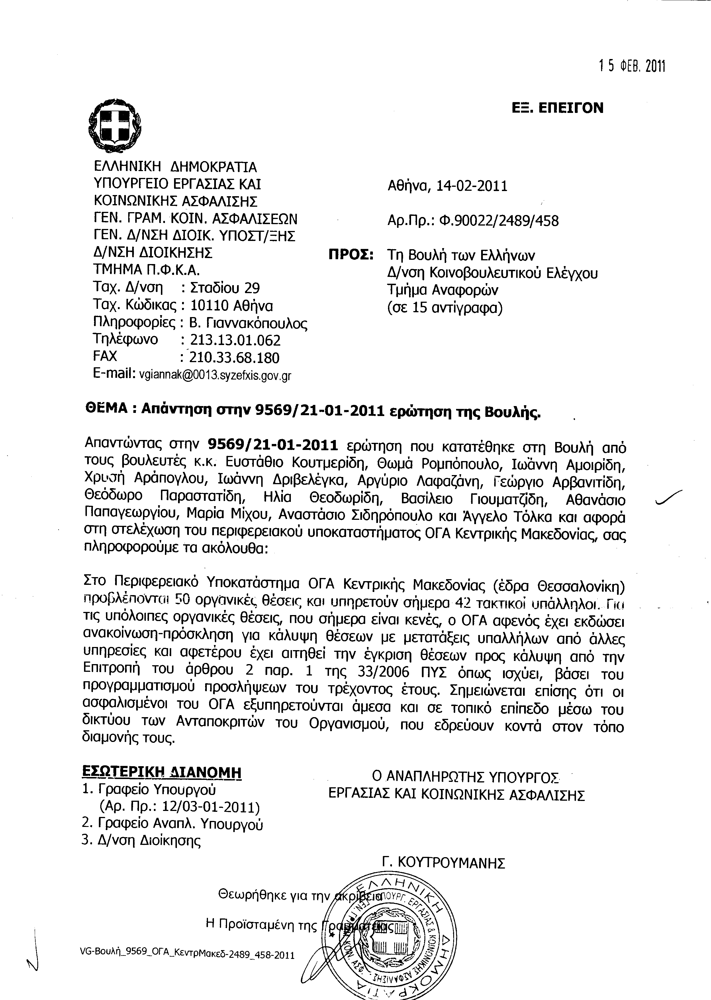 1 5 ΦΕΒ. 2011
ΕΞ. ΕΠΕΙΓΟΝ
ΕΛΛΗΝΙΚΗ ΔΗΜΟΚΡΑΤΙΑ
ΥΠΟΥΡΓΕΙΟ ΕΡΓΑΣΙΑΣ ΚΑΙ
ΚΟΙΝΩΝΙΚΗΣ ΑΣΦΑΛΙΣΗΣ
ΓΕΝ. ΓΡΑΜ. ΚΟΙΝ. ΑΣΦΑΛΙΣΕΩΝ
ΓΕΝ. Δ/ΝΣΗ ΔΙΟΙΚ. ΥΠΟΣΤ/ΞΗΣ
Δ/ΝΣΗ ΔΙΟΙΚΗΣΗΣ
ΤΜΗΜΑ Π.Φ.Κ.Α.
Ταχ. Δ/νση : Σταδίου 29
Ταχ. Κώδικας : 10110 Αθήνα
Πληροφορίες : Β. Γιαννακόπουλος
Τηλέφωνο : 213.13.01.062
FAX : 210.33.68.180
E-mail: vgiannak@0013.syzefxis.gov.gr
Αθήνα, 14-02-2011
Αρ.Πρ.: Φ.90022/2489/458
ΠΡΟΣ: Τη Βουλή των Ελλήνων
Δ/νση Κοινοβουλευτικού Ελέγχου
Τμήμα Αναφορών
(σε 15 αντίγραφα)
ΘΕΜΑ : Απάντηση στην 9569/21-01-2011 ερώτηση της Βουλής.
Απαντώντας στην 9569/21-01-2011 ερώτηση που κατατέθηκε στη Βουλή από
τους βουλευτές κ.κ. Ευστάθιο Κουτμερίδη, Θωμά Ρομπόπουλο, Ιωάννη Αμοιρίδη,
Χρυσή Αράπογλου, Ιωάννη Δριβελέγκα, Αργύριο Λαφαζάνη, Γεώργιο Αρβανιτίδη,
Θεόδωρο Παραστατίδη, Ηλία Θεοδωρίδη, Βασίλειο Γιουματζίδη, Αθανάσιο
Παπαγεωργίου, Μαρία Μίχου, Αναστάσιο Σιδηρόπουλο και Άγγελο Τόλκα και αφορά
στη στελέχωση του περιφερειακού υποκαταστήματος ΟΓΑ Κεντρικής Μακεδονίας, σας
πληροφορούμε τα ακόλουθα:
Στο Περιφερειακό Υποκατάστημα ΟΓΑ Κεντρικής Μακεδονίας (έδρα Θεσσαλονίκη)
προβλέπονται 50 οργανικές θέσεις και υπηρετούν σήμερα 42 τακτικοί υπάλληλοι. Για
τις υπόλοιπες οργανικές θέσεις, που σήμερα είναι κενές, ο ΟΓΑ αφενός έχει εκδώσει
ανακοίνωση-πρόσκληση για κάλυψη θέσεων με μετατάξεις υπαλλήλων από άλλες
υπηρεσίες και αφετέρου έχει αιτηθεί την έγκριση θέσεων προς κάλυψη από την
Επιτροπή του άρθρου 2 παρ. 1 της 33/2006 ΠΥΣ όπως ισχύει, βάσει του
προγραμματισμού προσλήψεων του τρέχοντος έτους. Σημειώνεται επίσης ότι οι
ασφαλισμένοι του ΟΓΑ εξυπηρετούνται άμεσα και σε τοπικό επίπεδο μέσω του
δικτύου των Ανταποκριτών του Οργανισμού, που εδρεύουν κοντά στον τόπο
διαμονής τους.
ΕΣΩΤΕΡΙΚΗ ΔΙΑΝΟΜΗ
1. Γραφείο Υπουργού
(Αρ. Πρ.: 12/03-01-2011)
2. Γραφείο Αναπλ. Υπουργού
3. Δ/νση Διοίκησης
Ο ΑΝΑΠΛΗΡΩΤΗΣ ΥΠΟΥΡΓΟΣ
ΕΡΓΑΣΙΑΣ ΚΑΙ ΚΟΙΝΩΝΙΚΗΣ ΑΣΦΑΛΙΣΗΣ
Γ. ΚΟΥΤΡΟΥΜΑΝΗΣ
Θεωρήθηκε για την ακρίβεια
Η Προϊσταμένη της Γραμματείας
ΕΛΛΗΝΙΚΗ ΔΗΜΟΚΡΑΤΙΑ
ΥΠΟΥΡΓ. ΕΡΓΑΣΙΑΣ & ΚΟΙΝΩΝΙΚΗΣ ΑΣΦΑΛΙΣΗΣ -
ΚΟΙΝ. ΑΣΦ.
VG-Βουλή_9569_ΟΓΑ_ΚεντρΜακεδ-2489_458-2011